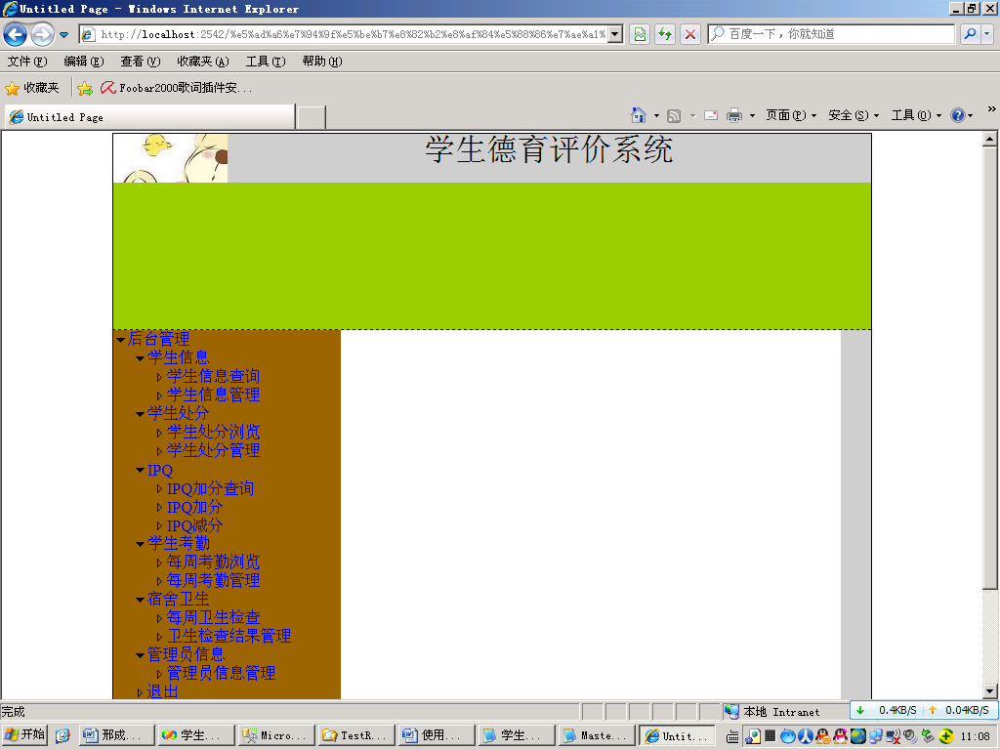 Untitled Page - Windows Internet Explorer
http://localhost:2542/%e5%ad%a6%e7%94%9f%e5%be%b7%e8%82%b2%e8%af%84%e5%88%86%e7%ae%a1%
百度一下，你就知道
文件(F) 编辑(E) 查看(V) 收藏夹(A) 工具(T) 帮助(H)
收藏夹 Foobar2000歌词插件安...
Untitled Page
页面(P) 安全(S) 工具(O)
学生德育评价系统
后台管理
学生信息
学生信息查询
学生信息管理
学生处分
学生处分浏览
学生处分管理
IPQ
IPQ加分查询
IPQ加分
IPQ减分
学生考勤
每周考勤浏览
每周考勤管理
宿舍卫生
每周卫生检查
卫生检查结果管理
管理员信息
管理员信息管理
退出
完成 本地 Intranet 0.4KB/S 0.04KB/S
开始 邢成... 学生... Micro... TestR... 使用... 学生... Maste... Untit... 11:08